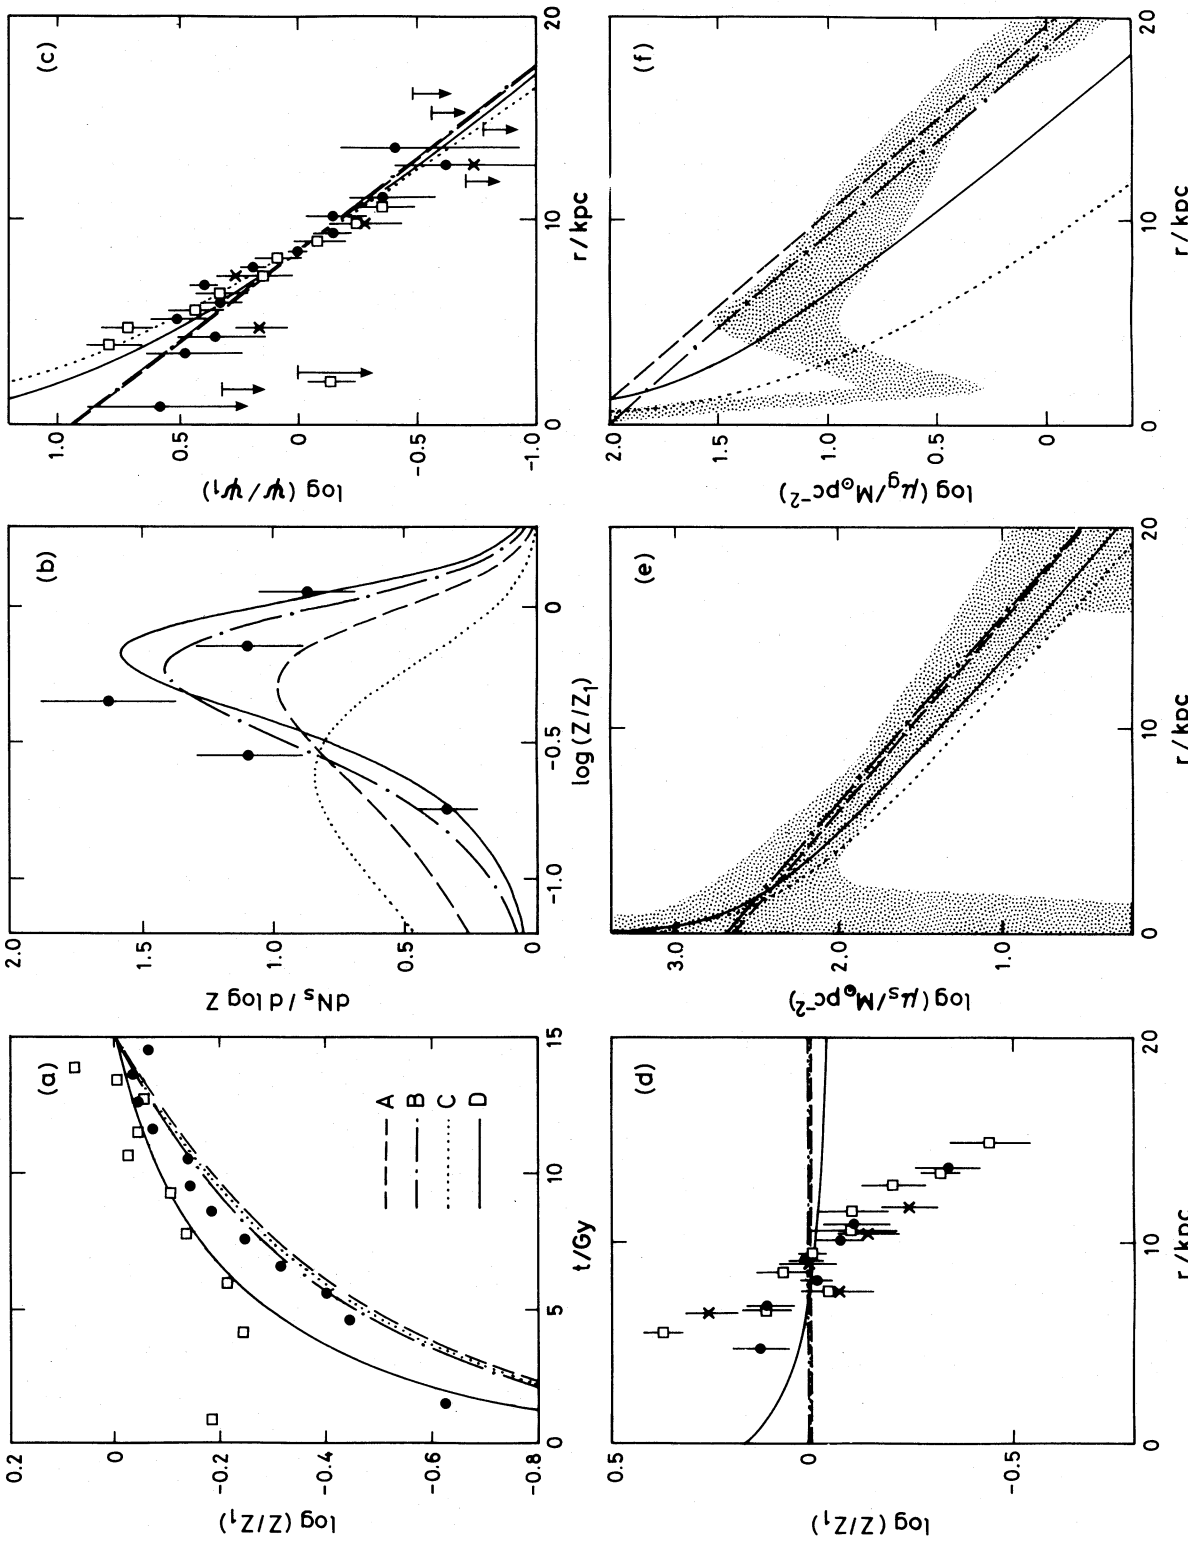 (a)
0.2
0
-0.2
-0.4
-0.6
-0.8
log (Z/Z₁)
0
5
10
15
t/Gy
A
B
C
D
(b)
2.0
1.5
1.0
0.5
0
dNₛ / d log Z
-1.0
-0.5
0
log (Z/Z₁)
(c)
1.0
0.5
0
-0.5
-1.0
log (ψ/ψ₁)
0
10
20
r/kpc
(d)
0.5
0
-0.5
log (Z/Z₁)
0
10
20
r/kpc
(e)
3.0
2.0
1.0
log (μₛ/M⊙pc⁻²)
0
10
20
r/kpc
(f)
2.0
1.5
1.0
0.5
0
log (μg/M⊙pc⁻²)
0
10
20
r/kpc